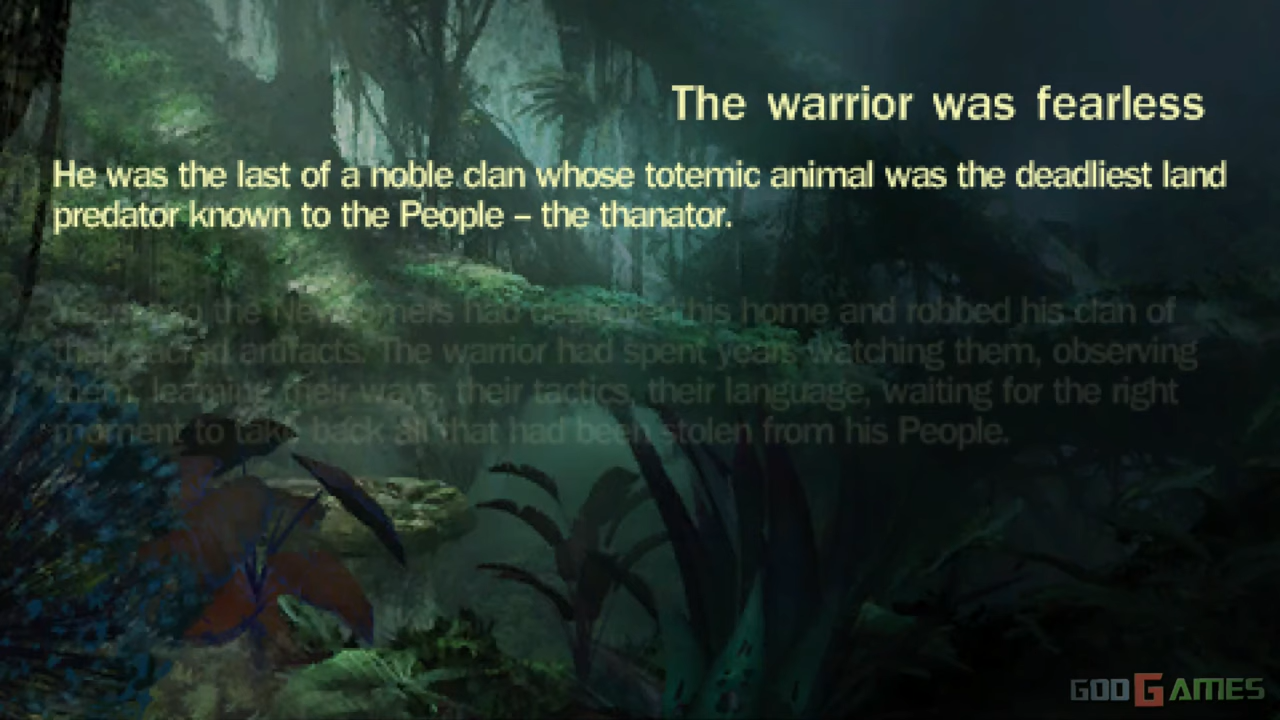 The warrior was fearless
He was the last of a noble clan whose totemic animal was the deadliest land
predator known to the People – the thanator.
the Newcomers had destroyed his home and robbed his clan of
their sacred artifacts. The warrior had spent years watching them, observing
them, learning their ways, their tactics, their language, waiting for the right
moment to take back all that had been stolen from his People.
GODGAMES